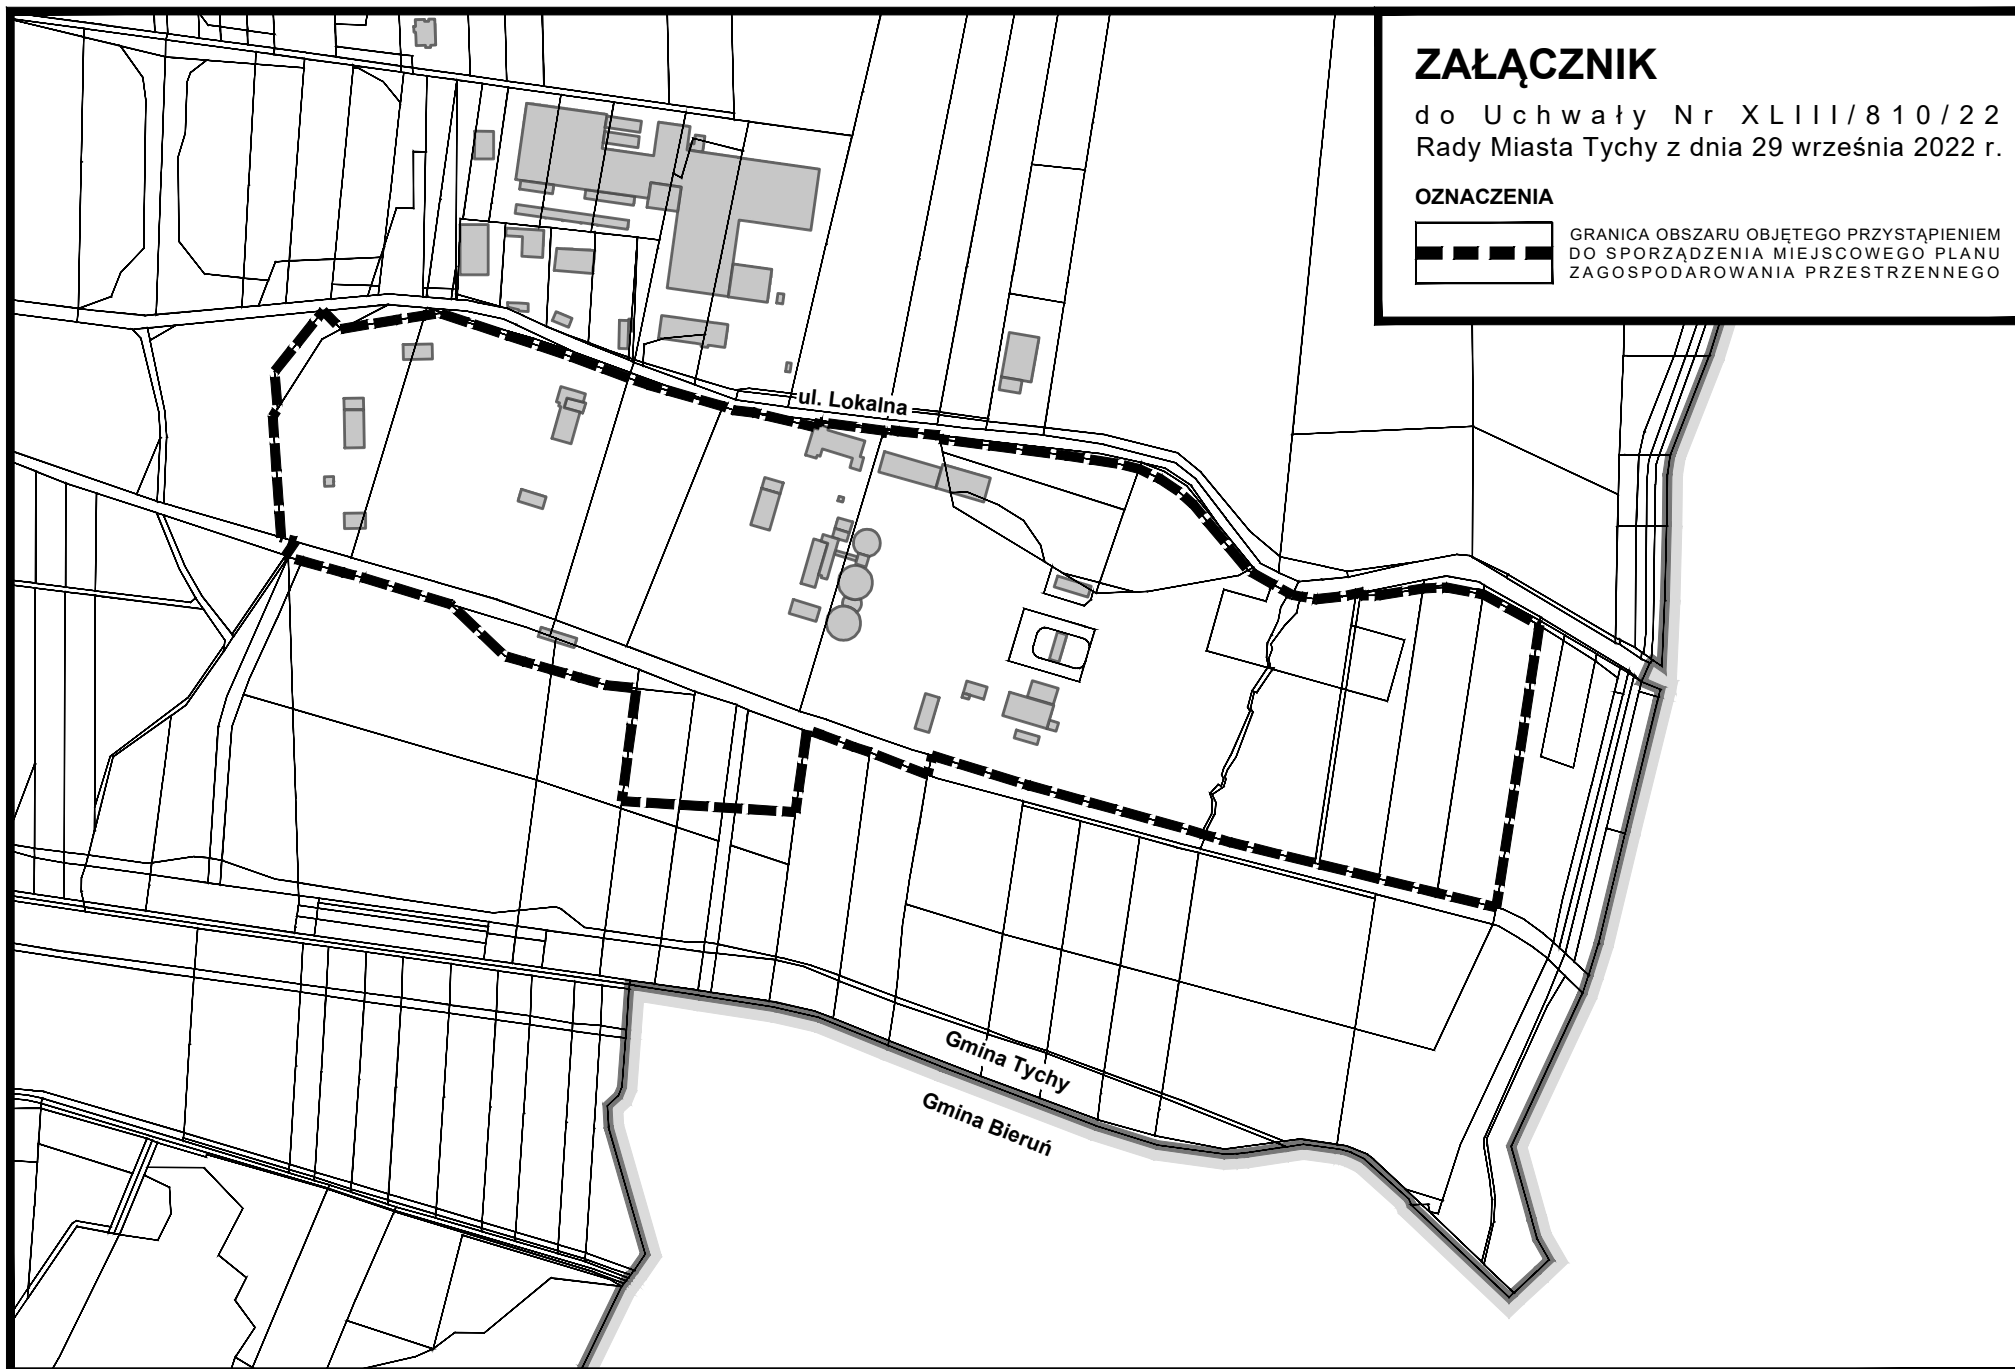 ZAŁĄCZNIK
do Uchwały Nr XLIII/810/22
Rady Miasta Tychy z dnia 29 września 2022 r.
OZNACZENIA
GRANICA OBSZARU OBJĘTEGO PRZYSTĄPIENIEM
DO SPORZĄDZENIA MIEJSCOWEGO PLANU
ZAGOSPODAROWANIA PRZESTRZENNEGO
ul. Lokalna
Gmina Tychy
Gmina Bieruń